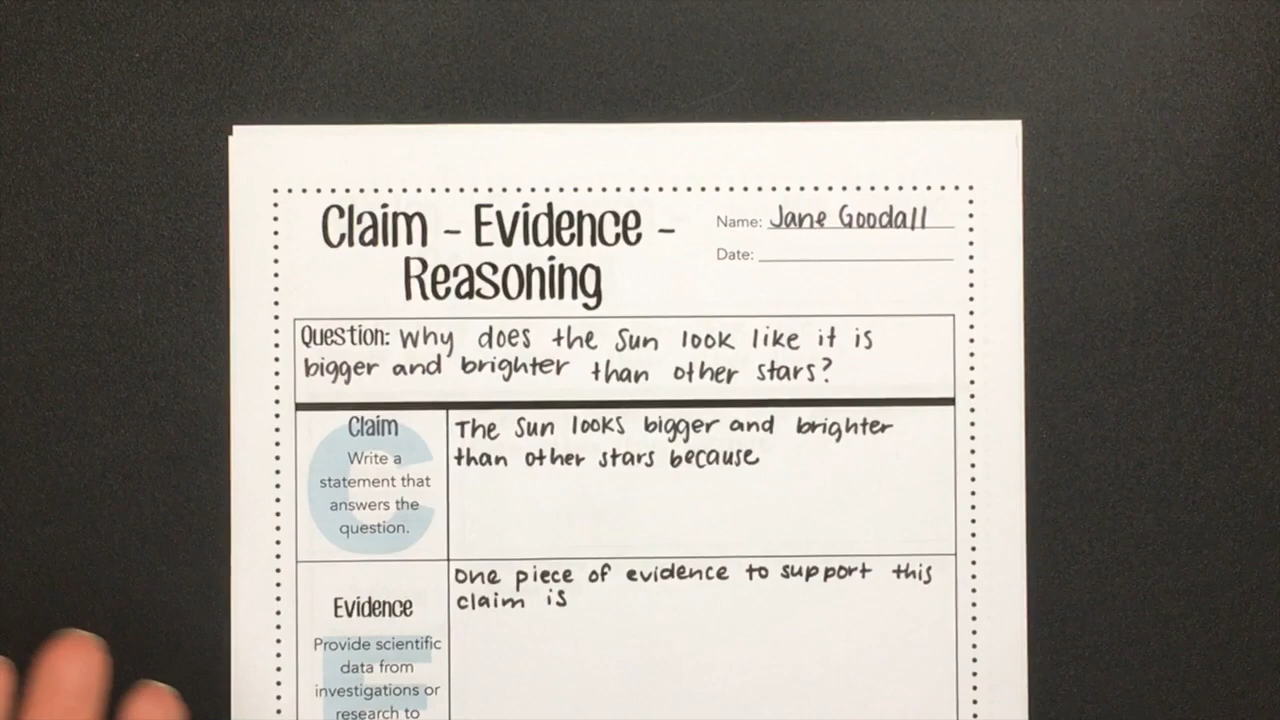 Claim - Evidence -
Reasoning
Name: Jane Goodall
Date:
Question: Why does the Sun look like it is
bigger and brighter than other stars?
Claim
Write a
statement that
answers the
question.
The Sun looks bigger and brighter
than other stars because
Evidence
Provide scientific
data from
investigations or
research to
One piece of evidence to support this
claim is